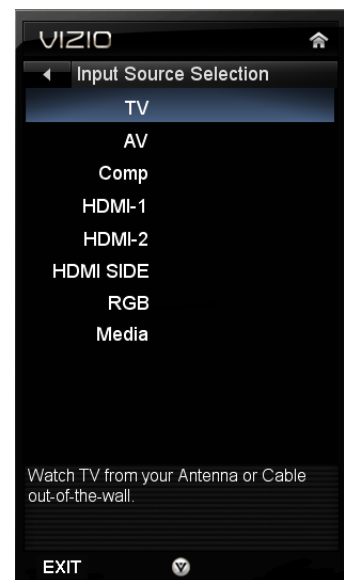 VIZIO
Input Source Selection
TV
AV
Comp
HDMI-1
HDMI-2
HDMI SIDE
RGB
Media
Watch TV from your Antenna or Cable
out-of-the-wall.
EXIT
V